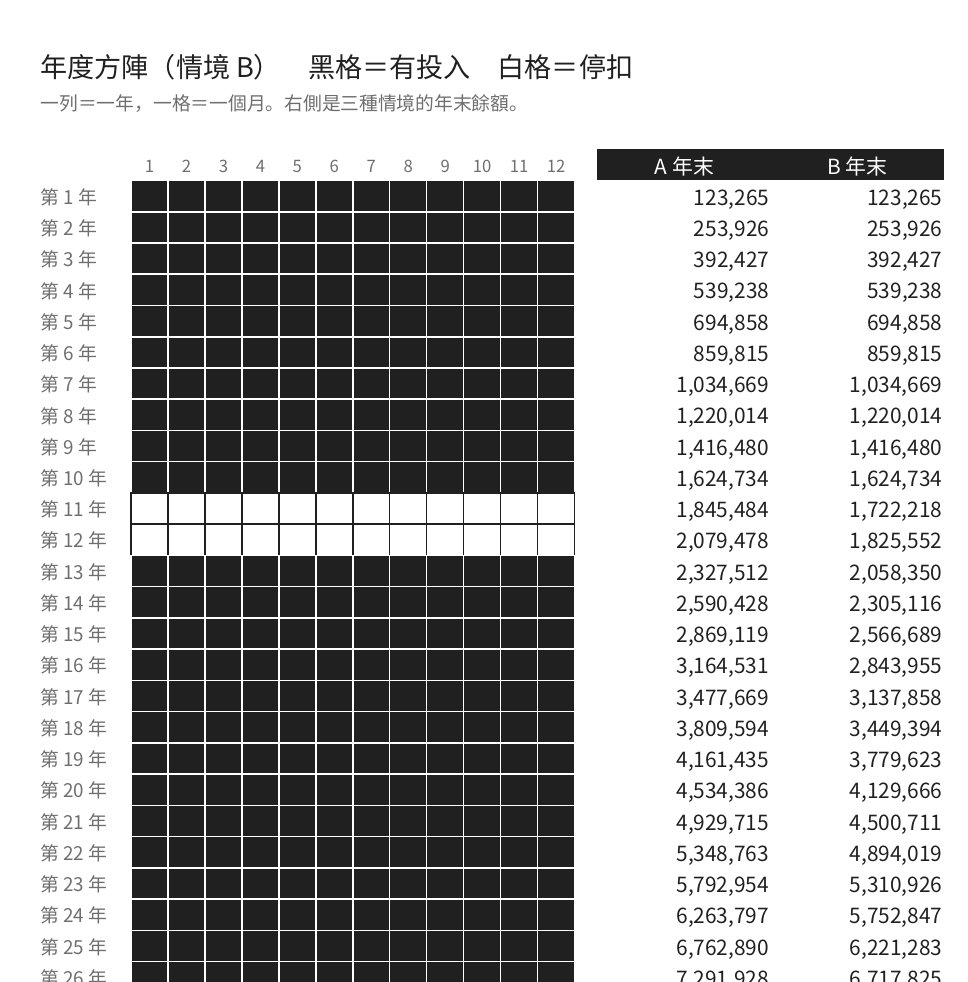 年度方陣（情境 B）　黑格＝有投入　白格＝停扣
一列＝一年，一格＝一個月。右側是三種情境的年末餘額。
1 2 3 4 5 6 7 8 9 10 11 12 A 年末 B 年末
第 1 年 123,265 123,265
第 2 年 253,926 253,926
第 3 年 392,427 392,427
第 4 年 539,238 539,238
第 5 年 694,858 694,858
第 6 年 859,815 859,815
第 7 年 1,034,669 1,034,669
第 8 年 1,220,014 1,220,014
第 9 年 1,416,480 1,416,480
第 10 年 1,624,734 1,624,734
第 11 年 1,845,484 1,722,218
第 12 年 2,079,478 1,825,552
第 13 年 2,327,512 2,058,350
第 14 年 2,590,428 2,305,116
第 15 年 2,869,119 2,566,689
第 16 年 3,164,531 2,843,955
第 17 年 3,477,669 3,137,858
第 18 年 3,809,594 3,449,394
第 19 年 4,161,435 3,779,623
第 20 年 4,534,386 4,129,666
第 21 年 4,929,715 4,500,711
第 22 年 5,348,763 4,894,019
第 23 年 5,792,954 5,310,926
第 24 年 6,263,797 5,752,847
第 25 年 6,762,890 6,221,283
第 26 年 7,291,928 6,717,825